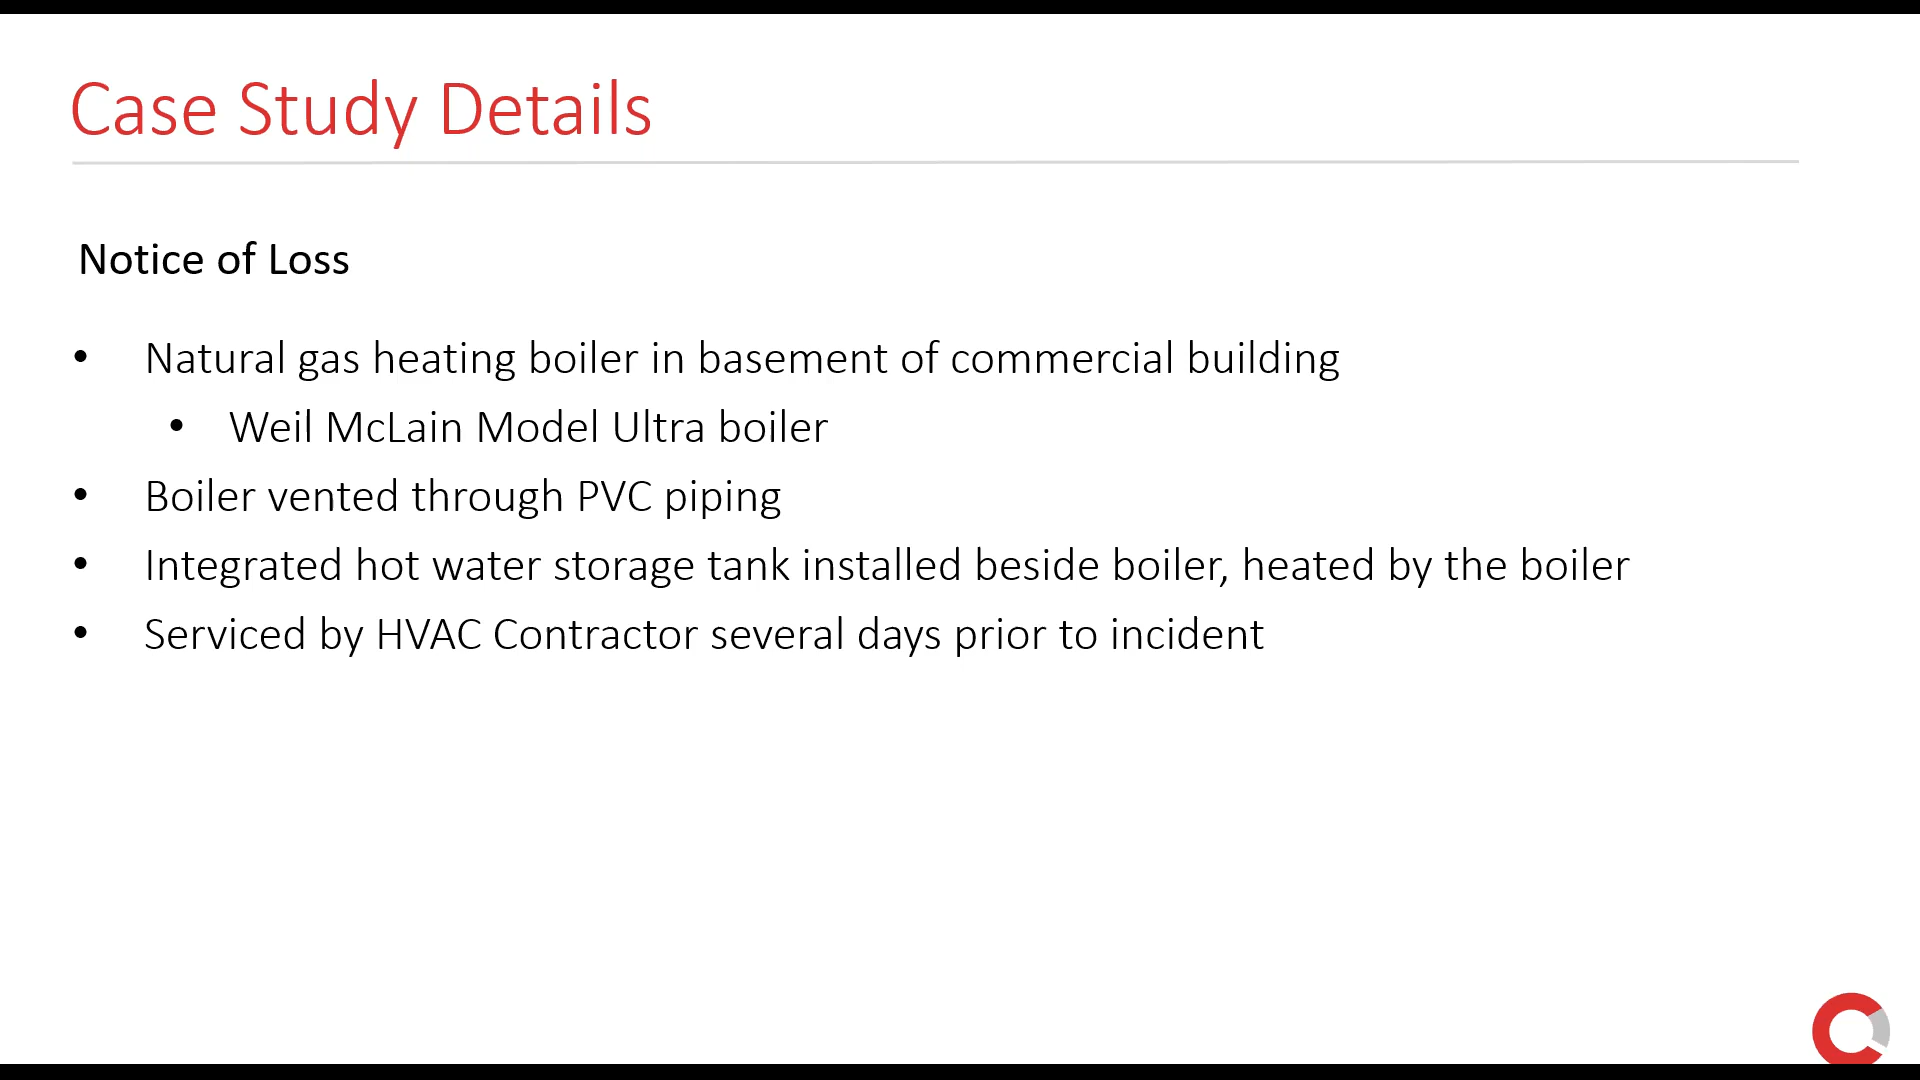 Case Study Details
Notice of Loss
• Natural gas heating boiler in basement of commercial building
• Weil McLain Model Ultra boiler
• Boiler vented through PVC piping
• Integrated hot water storage tank installed beside boiler, heated by the boiler
• Serviced by HVAC Contractor several days prior to incident